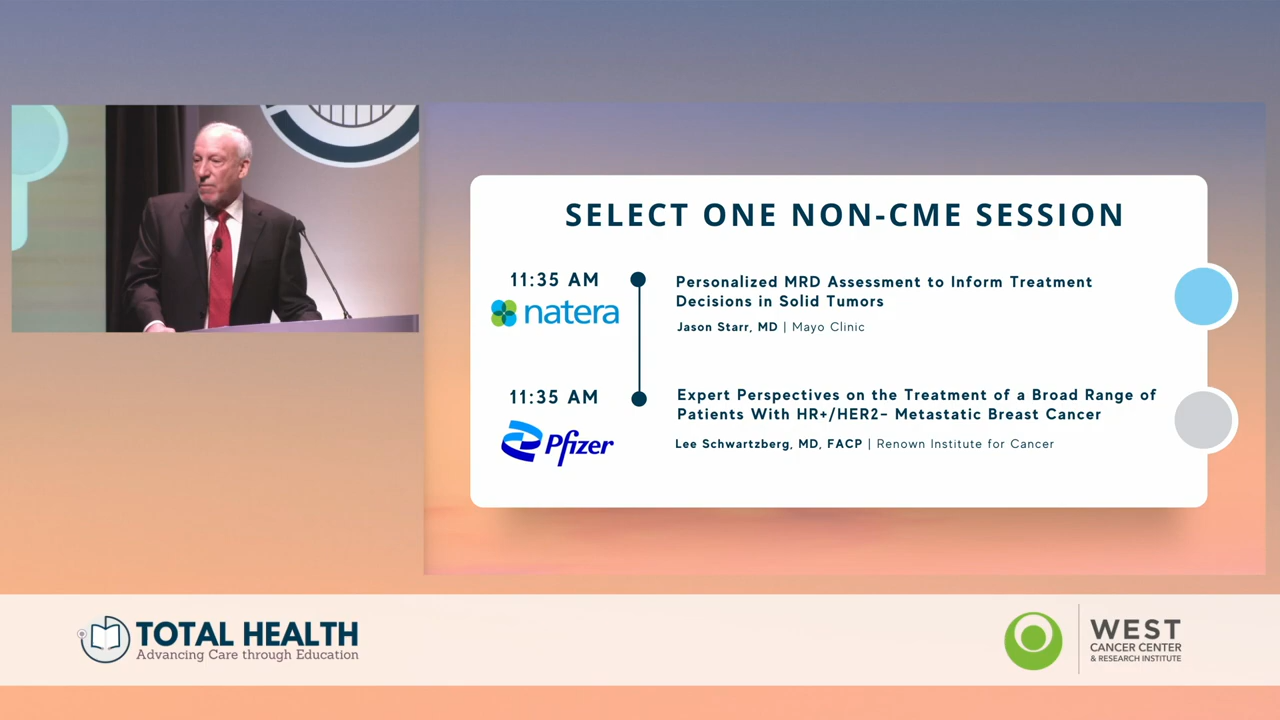 SELECT ONE NON-CME SESSION
11:35 AM
natera
Personalized MRD Assessment to Inform Treatment
Decisions in Solid Tumors
Jason Starr, MD | Mayo Clinic
11:35 AM
Pfizer
Expert Perspectives on the Treatment of a Broad Range of
Patients With HR+/HER2- Metastatic Breast Cancer
Lee Schwartzberg, MD, FACP | Renown Institute for Cancer
TOTAL HEALTH
Advancing Care through Education
WEST
CANCER CENTER
& RESEARCH INSTITUTE